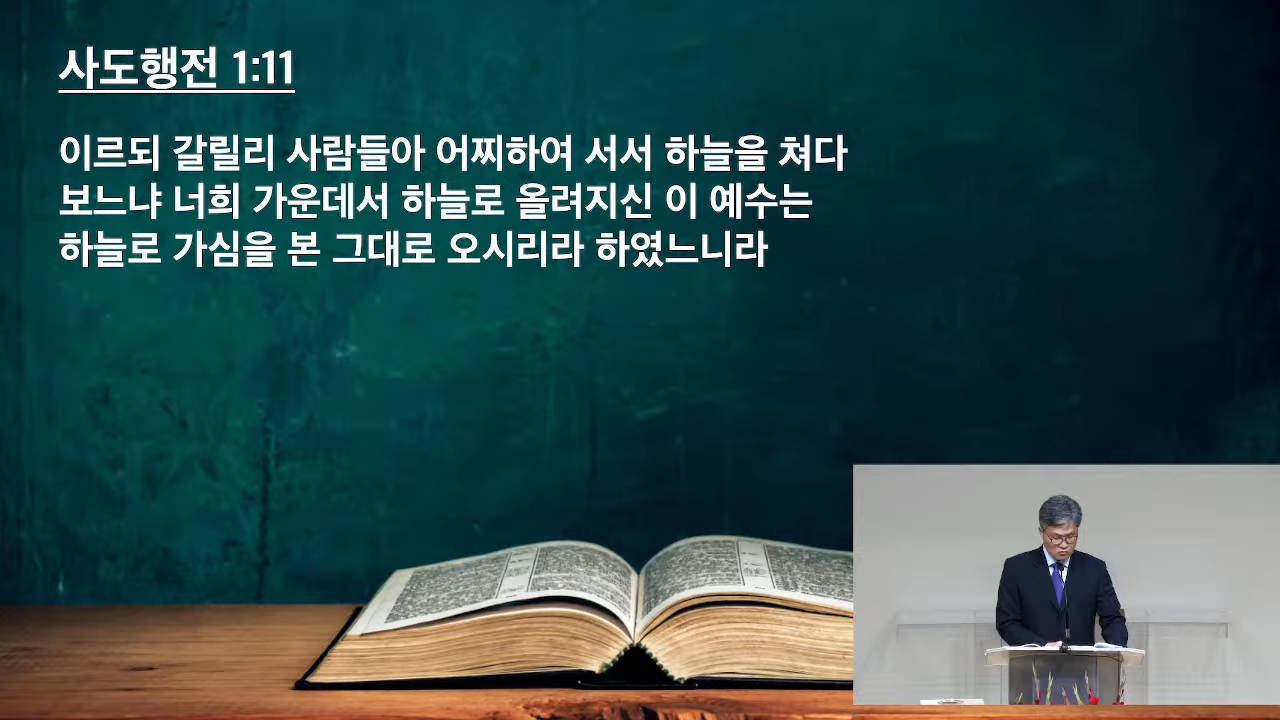 사도행전 1:11
이르되 갈릴리 사람들아 어찌하여 서서 하늘을 쳐다
보느냐 너희 가운데서 하늘로 올려지신 이 예수는
하늘로 가심을 본 그대로 오시리라 하였느니라